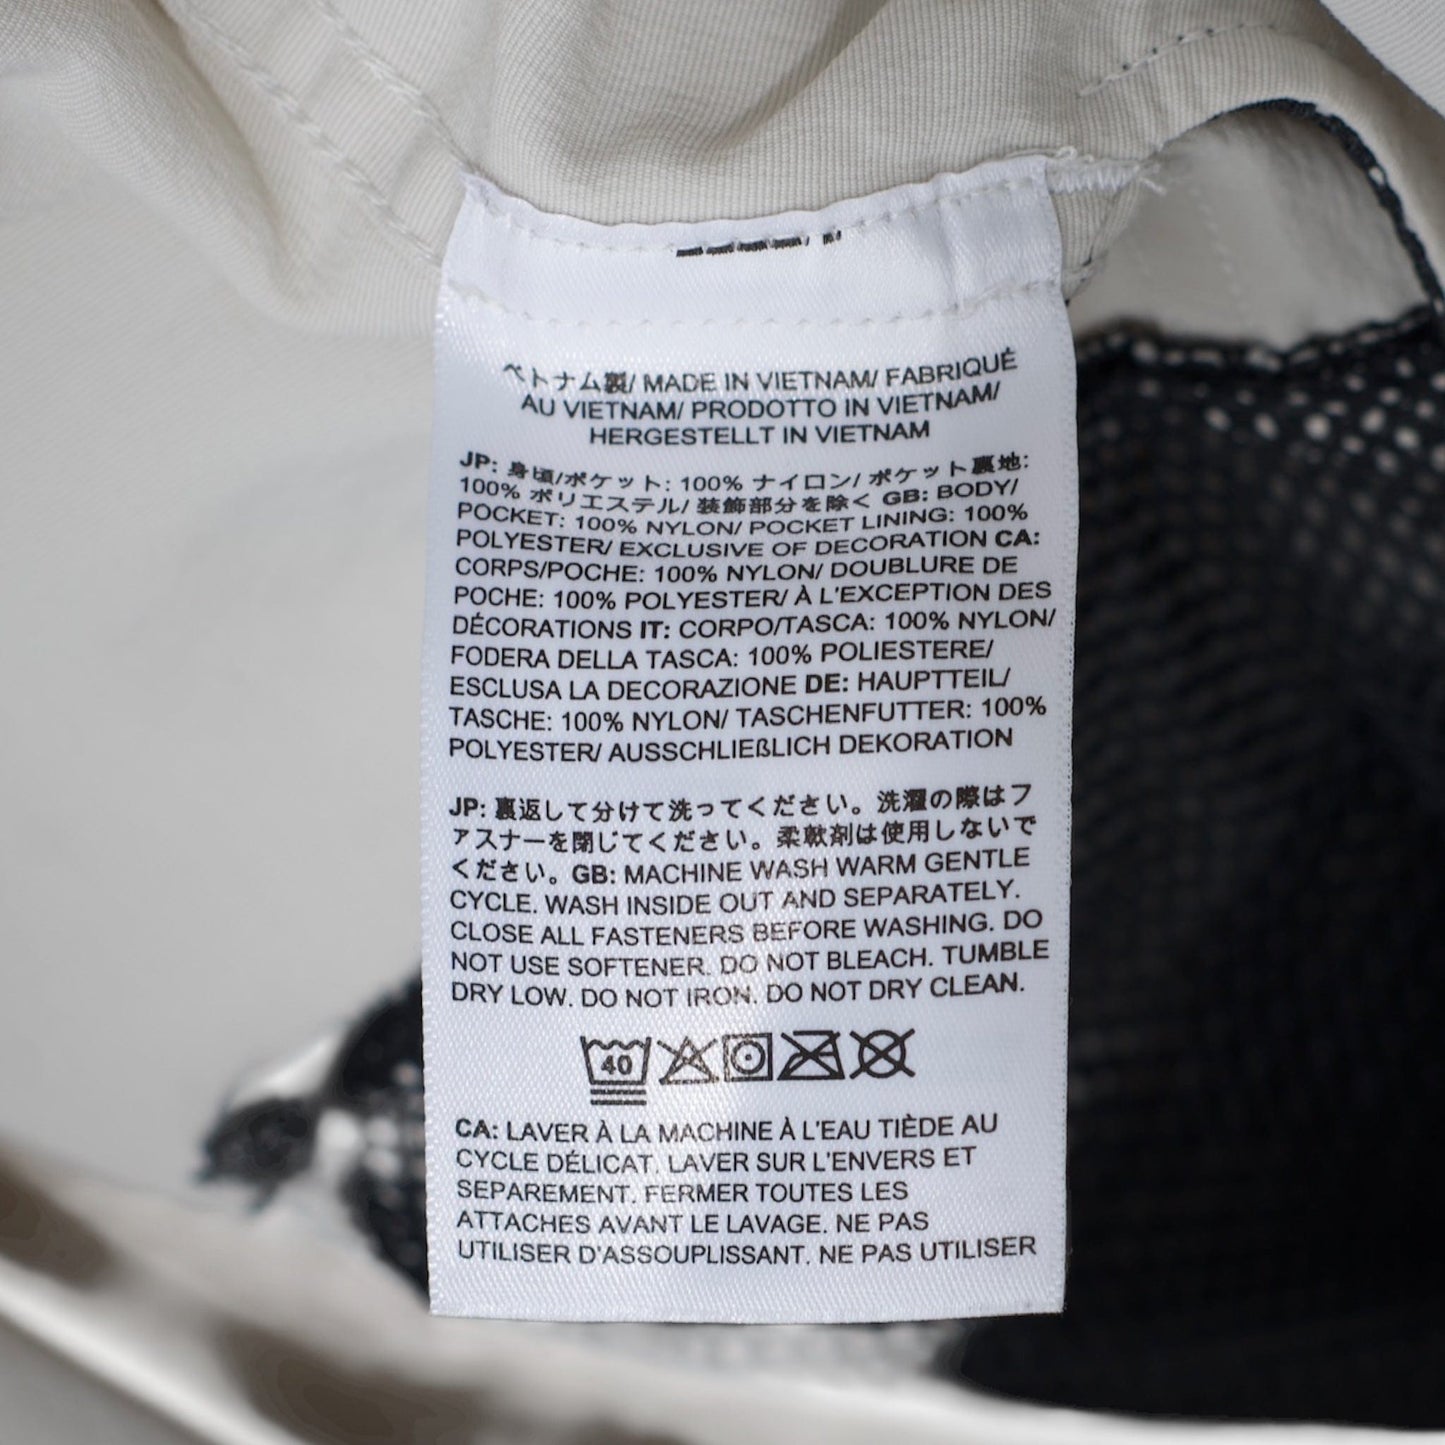 ベトナム製/ MADE IN VIETNAM/ FABRIQUÉ
AU VIETNAM/ PRODOTTO IN VIETNAM/
HERGESTELLT IN VIETNAM
JP: 身頃/ポケット: 100% ナイロン/ ポケット裏地:
100% ポリエステル/ 装飾部分を除く GB: BODY/
POCKET: 100% NYLON/ POCKET LINING: 100%
POLYESTER/ EXCLUSIVE OF DECORATION CA:
CORPS/POCHE: 100% NYLON/ DOUBLURE DE
POCHE: 100% POLYESTER/ À L'EXCEPTION DES
DÉCORATIONS IT: CORPO/TASCA: 100% NYLON/
FODERA DELLA TASCA: 100% POLIESTERE/
ESCLUSA LA DECORAZIONE DE: HAUPTTEIL/
TASCHE: 100% NYLON/ TASCHENFUTTER: 100%
POLYESTER/ AUSSCHLIEßLICH DEKORATION
JP: 裏返して分けて洗ってください。洗濯の際はフ
ァスナーを閉じてください。柔軟剤は使用しないで
ください。GB: MACHINE WASH WARM GENTLE
CYCLE. WASH INSIDE OUT AND SEPARATELY.
CLOSE ALL FASTENERS BEFORE WASHING. DO
NOT USE SOFTENER. DO NOT BLEACH. TUMBLE
DRY LOW. DO NOT IRON. DO NOT DRY CLEAN.
40
CA: LAVER À LA MACHINE À L'EAU TIÈDE AU
CYCLE DÉLICAT. LAVER SUR L'ENVERS ET
SEPAREMENT. FERMER TOUTES LES
ATTACHES AVANT LE LAVAGE. NE PAS
UTILISER D'ASSOUPLISSANT. NE PAS UTILISER